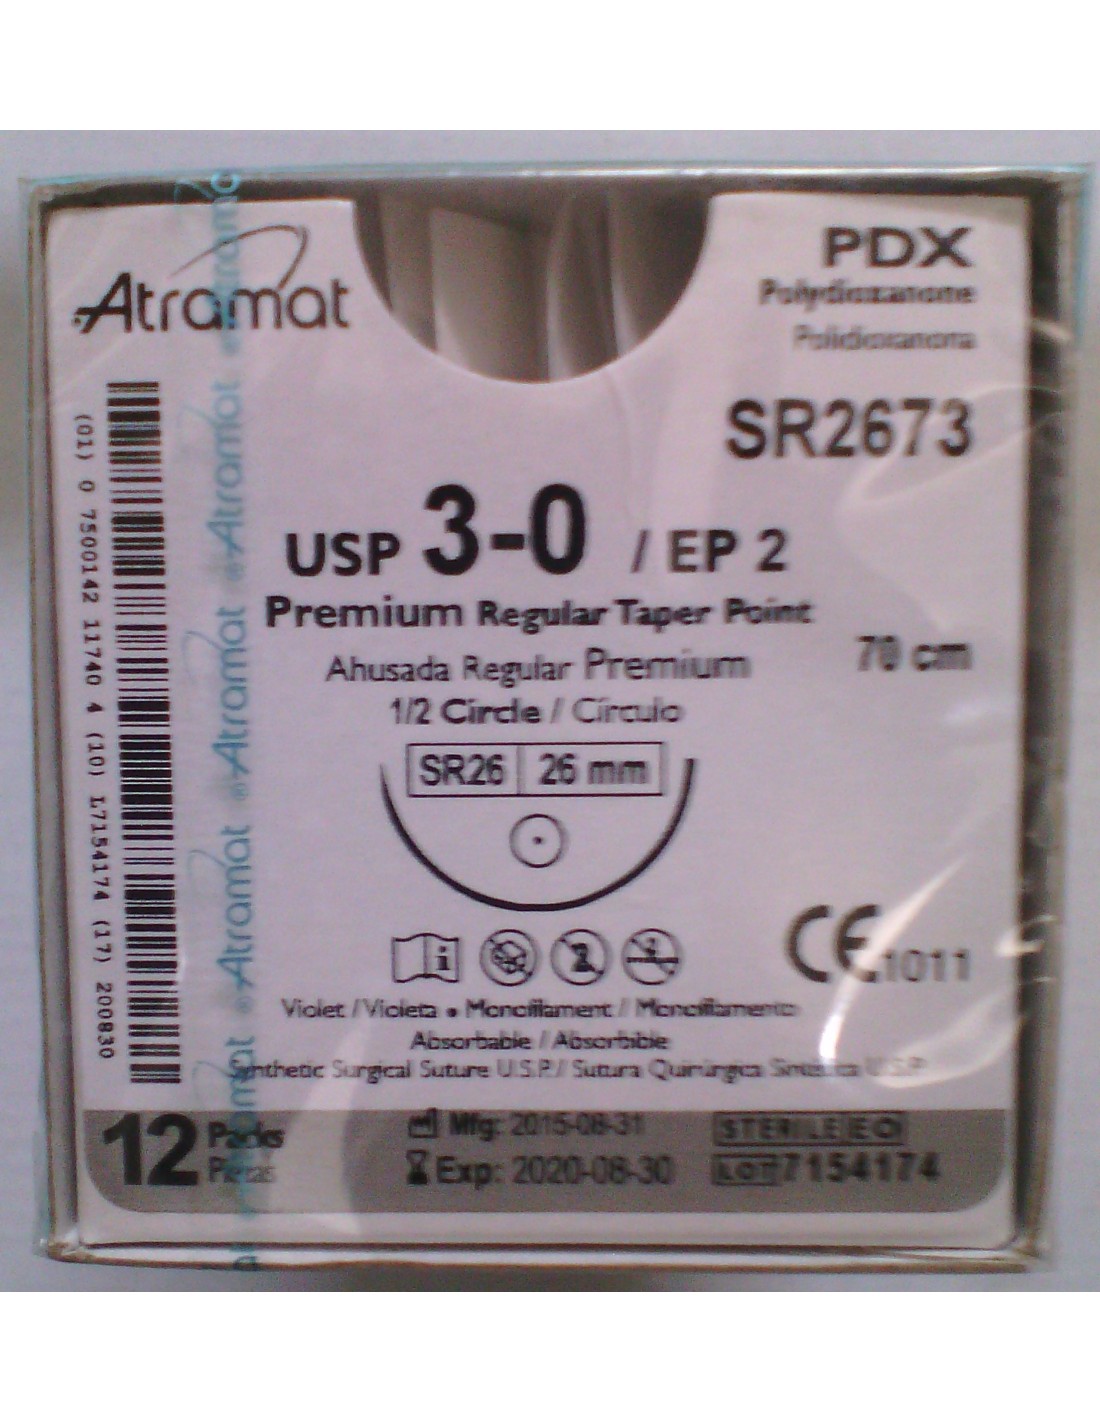 Atramat
PDX
Polydioxanone
Polidioxanona
SR2673
USP 3-0 / EP 2
Premium Regular Taper Point
Ahusada Regular Premium
70 cm
1/2 Circle / Círculo
SR26 26 mm
CE 1011
Violet / Violeta • Monofilament / Monofilamento
Absorbable / Absorbible
Synthetic Surgical Suture U.S.P. / Sutura Quirúrgica Sintética U.S.P.
12 Packs
Piezas
Mfg: 2015-08-31
Exp: 2020-08-30
STERILE EO
LOT 7154174
(01) 0 7500142 11740 4 (10) L7154174 (17) 200830
Atramat
®Atramat
®Atramat
®Atramat
®Atramat